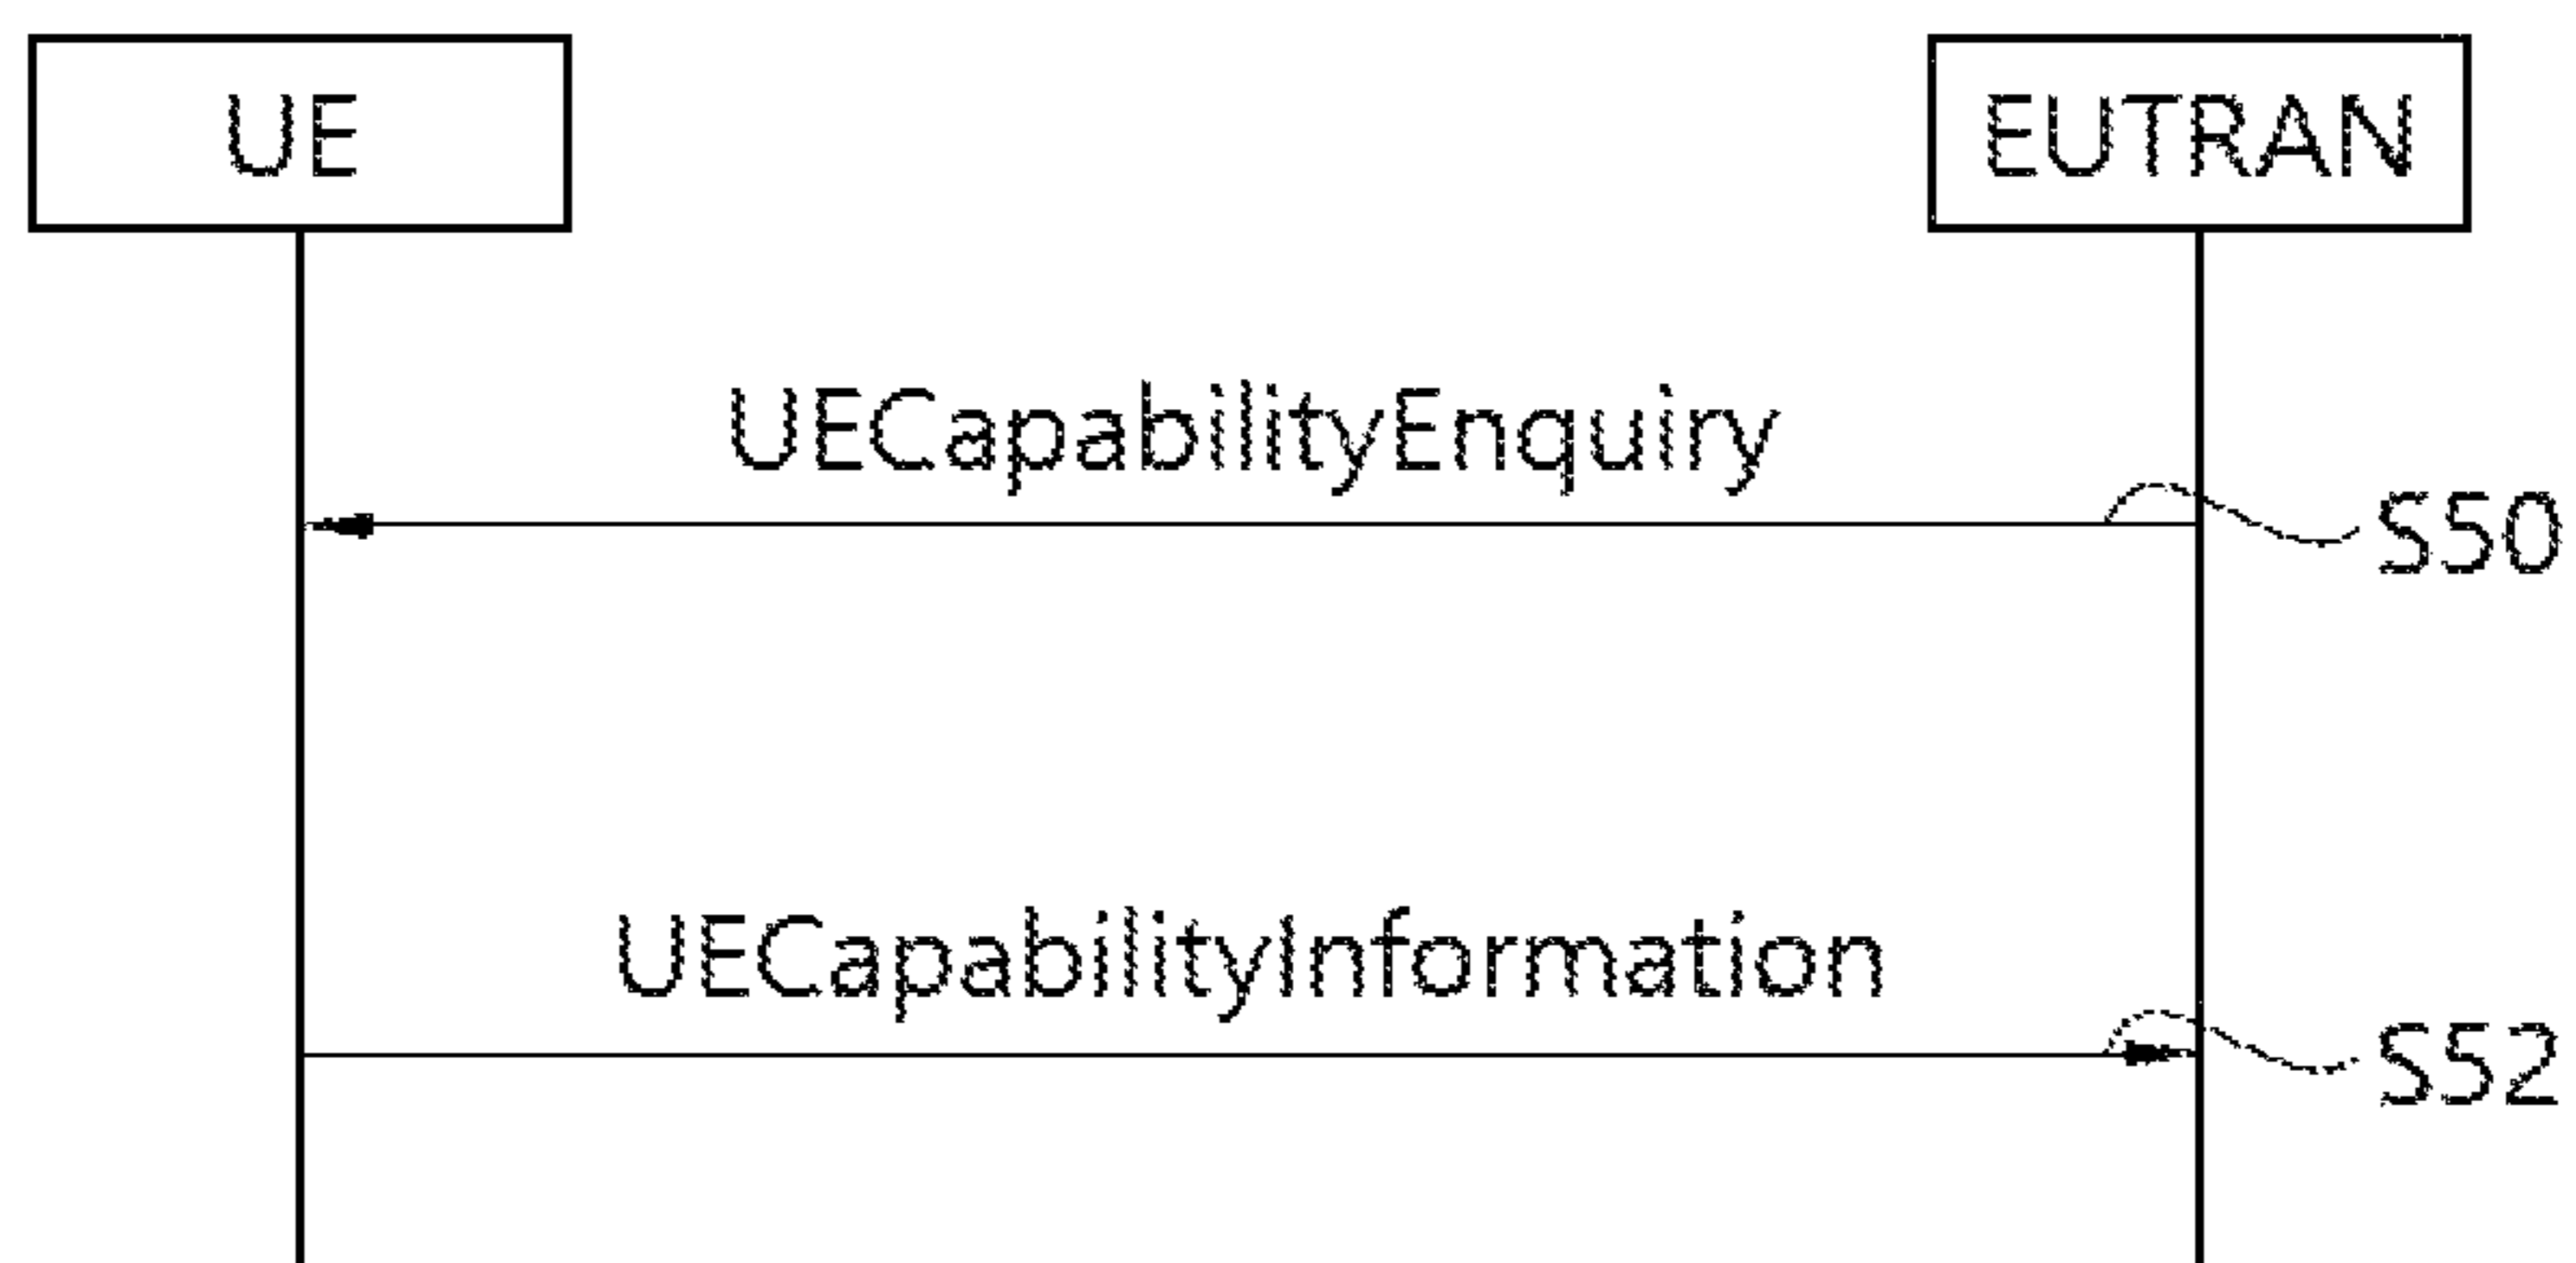 UE
EUTRAN
UECapabilityEnquiry
S50
UECapabilityInformation
S52